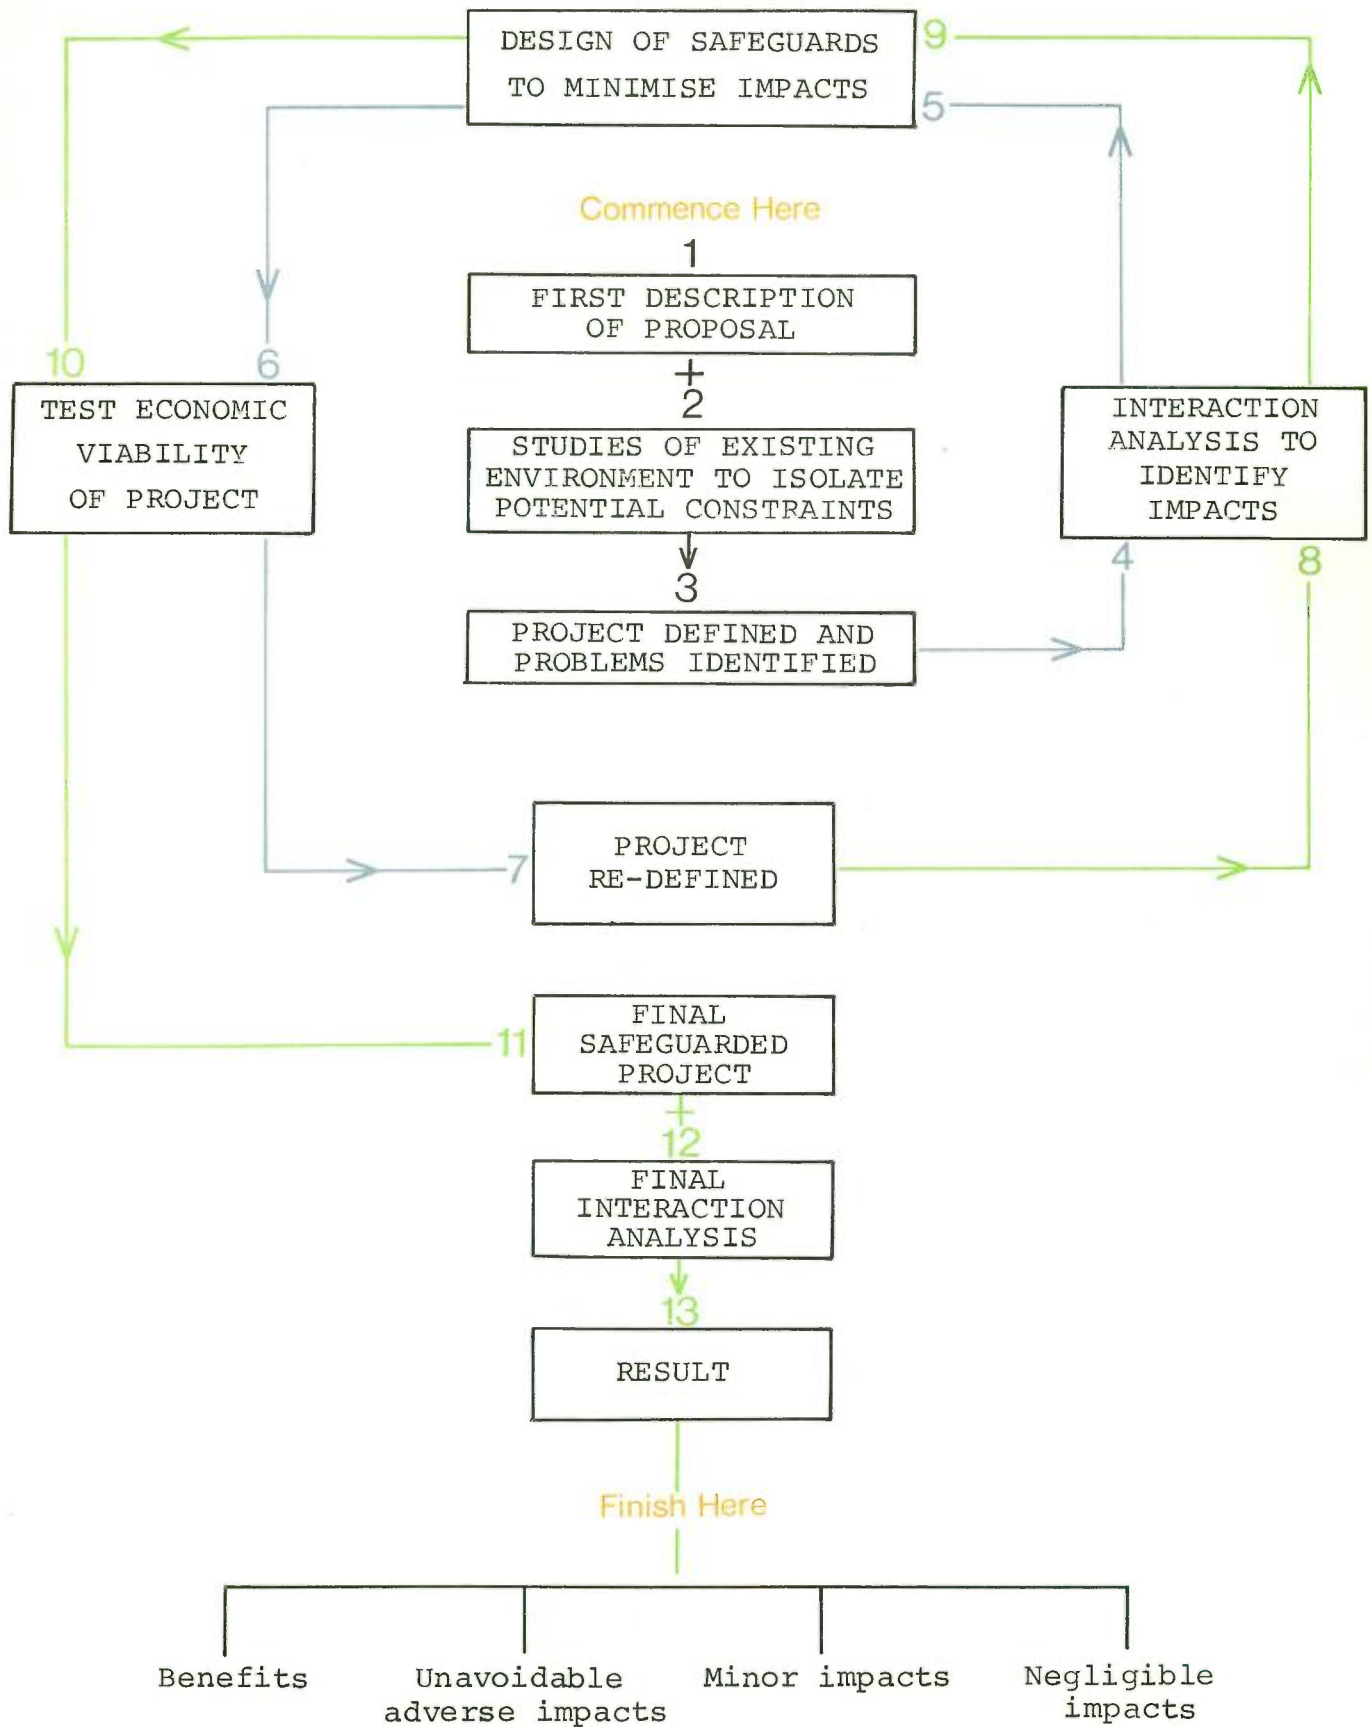 DESIGN OF SAFEGUARDS
TO MINIMISE IMPACTS
9
5
Commence Here
1
FIRST DESCRIPTION
OF PROPOSAL
+
2
STUDIES OF EXISTING
ENVIRONMENT TO ISOLATE
POTENTIAL CONSTRAINTS
3
PROJECT DEFINED AND
PROBLEMS IDENTIFIED
4
8
INTERACTION
ANALYSIS TO
IDENTIFY
IMPACTS
10
6
TEST ECONOMIC
VIABILITY
OF PROJECT
7
PROJECT
RE-DEFINED
11
FINAL
SAFEGUARDED
PROJECT
+
12
FINAL
INTERACTION
ANALYSIS
13
RESULT
Finish Here
Benefits
Unavoidable
adverse impacts
Minor impacts
Negligible
impacts